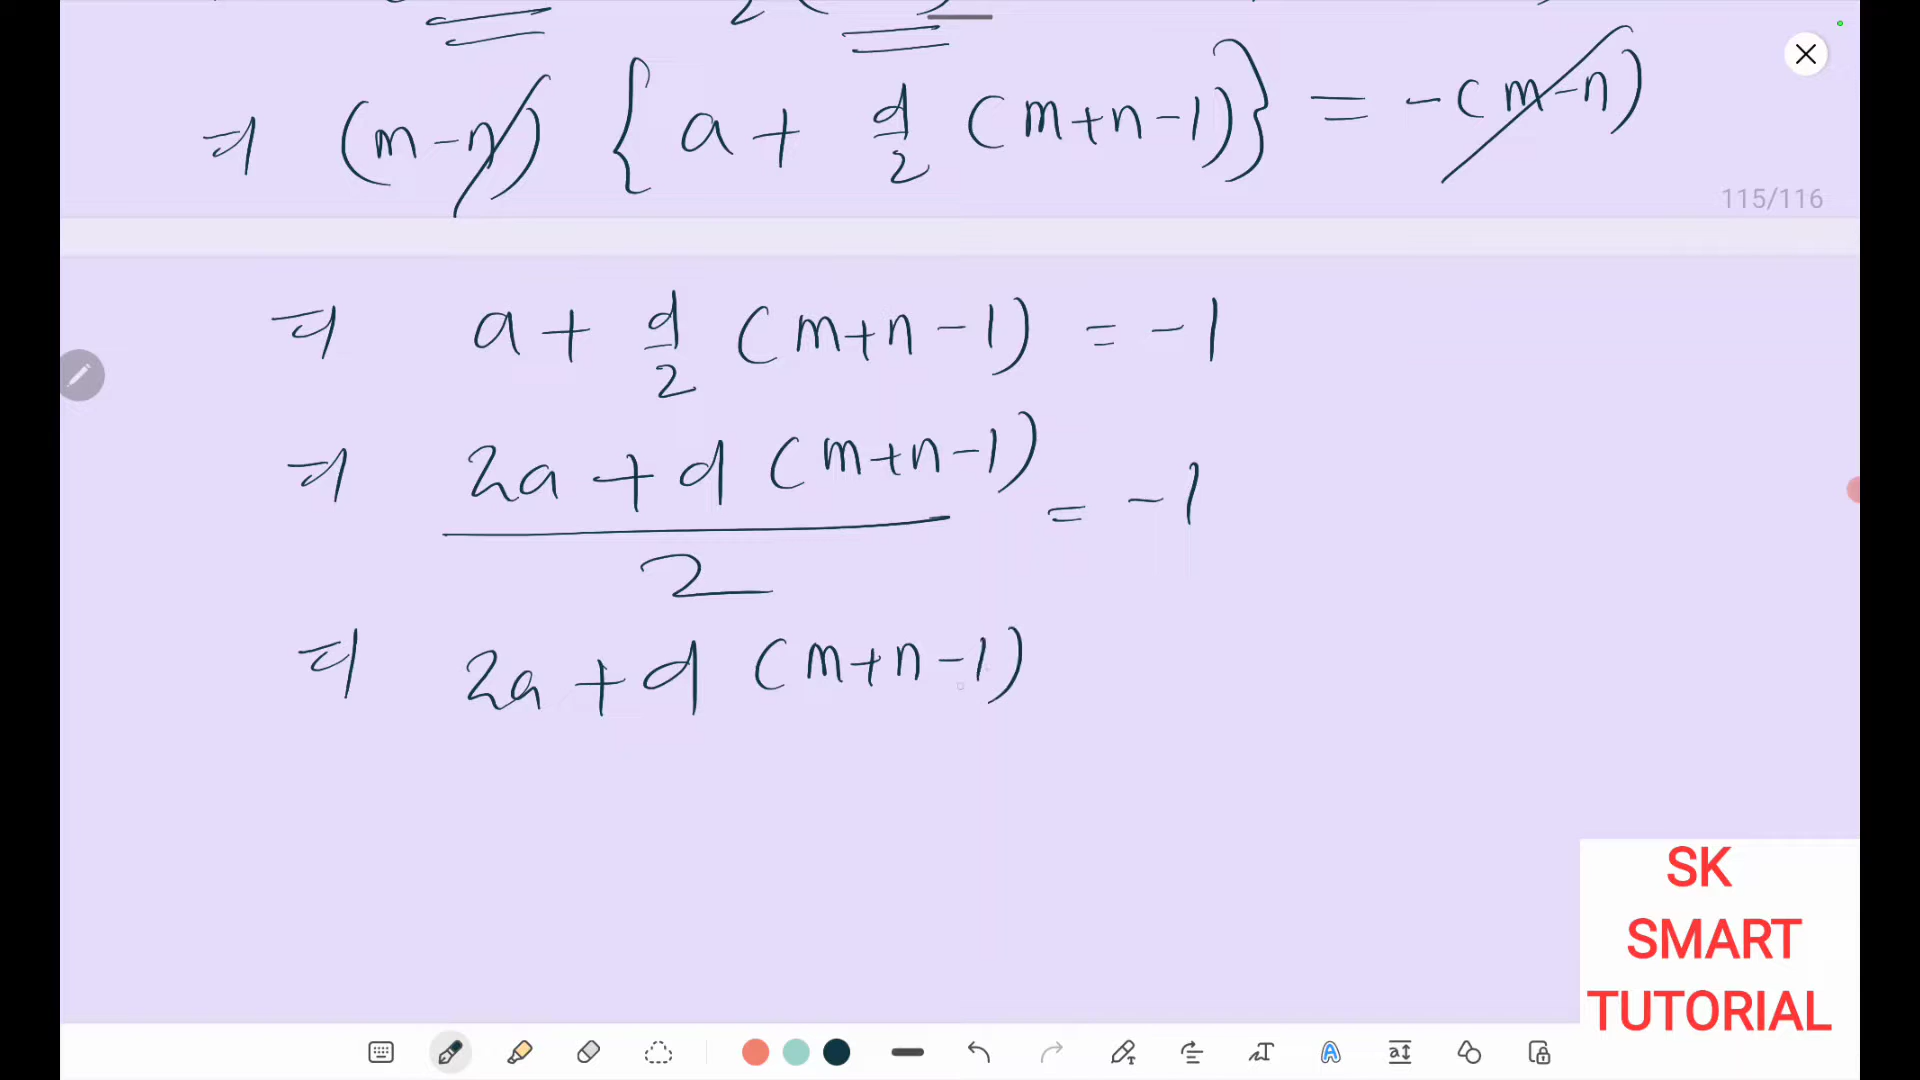 ⇒ (m-n) { a + d/2 (m+n-1)} = -(m-n)
115/116
⇒ a + d/2 (m+n-1) = -1
⇒ 2a + d (m+n-1) / 2 = -1
⇒ 2a + d (m+n-1)
SK
SMART
TUTORIAL